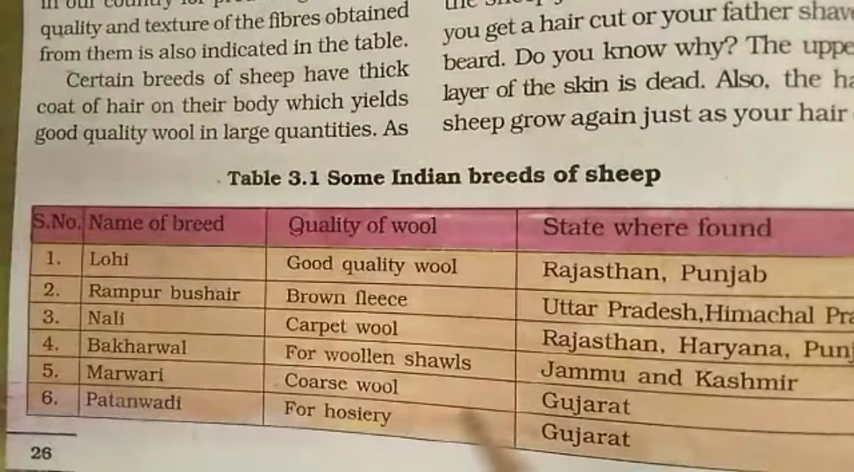 quality and texture of the fibres obtained
from them is also indicated in the table.
Certain breeds of sheep have thick
coat of hair on their body which yields
good quality wool in large quantities. As
you get a hair cut or your father
beard. Do you know why? The
layer of the skin is dead. Also, the
sheep grow again just as your hair
Table 3.1 Some Indian breeds of sheep
S.No. Name of breed Quality of wool State where found
1. Lohi Good quality wool Rajasthan, Punjab
2. Rampur bushair Brown fleece Uttar Pradesh,Himachal
3. Nali Carpet wool Rajasthan, Haryana,
4. Bakharwal For woollen shawls Jammu and Kashmir
5. Marwari Coarse wool Gujarat
6. Patanwadi For hosiery Gujarat
26